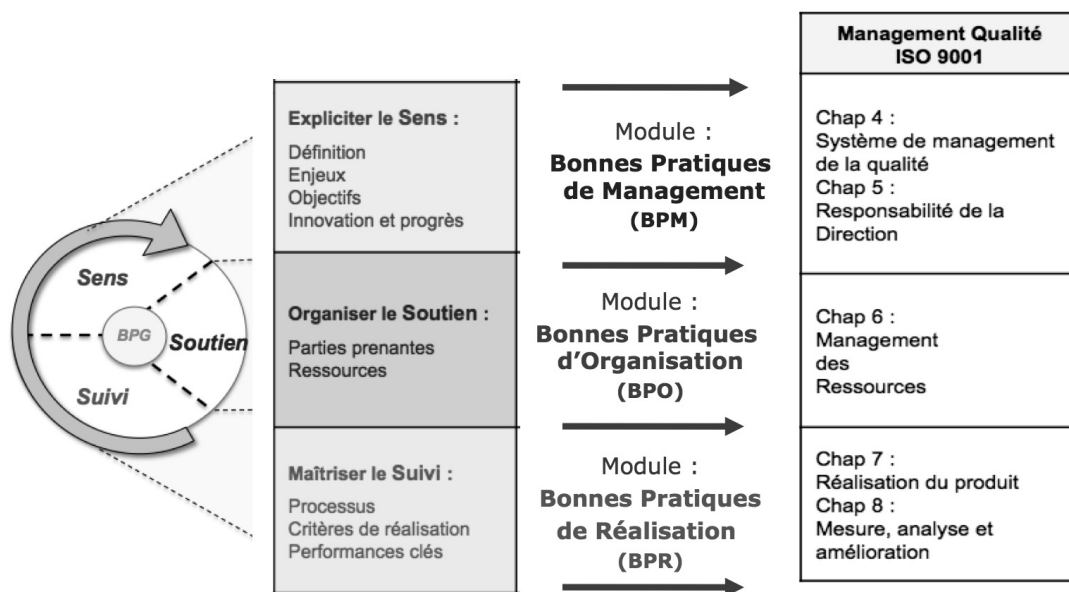 Sens
BPG
Soutien
Suivi
Expliciter le Sens :
Définition
Enjeux
Objectifs
Innovation et progrès
Organiser le Soutien :
Parties prenantes
Ressources
Maîtriser le Suivi :
Processus
Critères de réalisation
Performances clés
Module :
Bonnes Pratiques
de Management
(BPM)
Module :
Bonnes Pratiques
d'Organisation
(BPO)
Module :
Bonnes Pratiques
de Réalisation
(BPR)
Management Qualité
ISO 9001
Chap 4 :
Système de management
de la qualité
Chap 5 :
Responsabilité de la
Direction
Chap 6 :
Management
des
Ressources
Chap 7 :
Réalisation du produit
Chap 8 :
Mesure, analyse et
amélioration